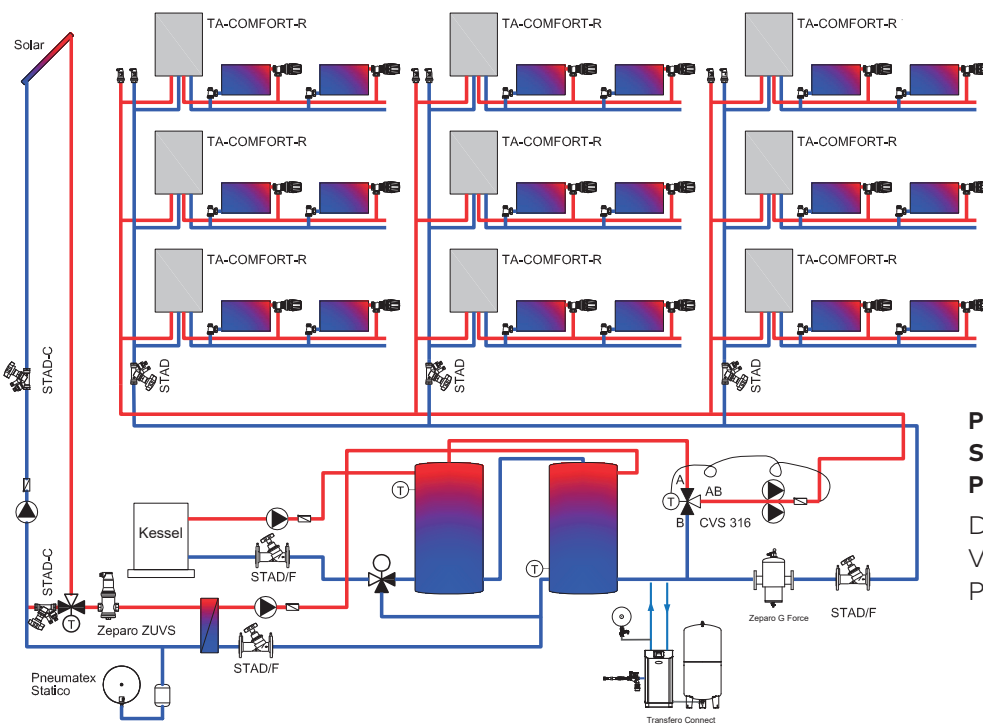 TA-COMFORT-R
TA-COMFORT-R
TA-COMFORT-R
Solar
TA-COMFORT-R
TA-COMFORT-R
TA-COMFORT-R
TA-COMFORT-R
TA-COMFORT-R
TA-COMFORT-R
STAD-C
STAD
STAD
STAD
P
S
P
D
V
P
T
A
AB
T
B
CVS 316
Kessel
STAD/F
T
STAD-C
T
Zeparo ZUVS
STAD/F
Zeparo G Force
STAD/F
Pneumatex
Statico
Transfero Connect